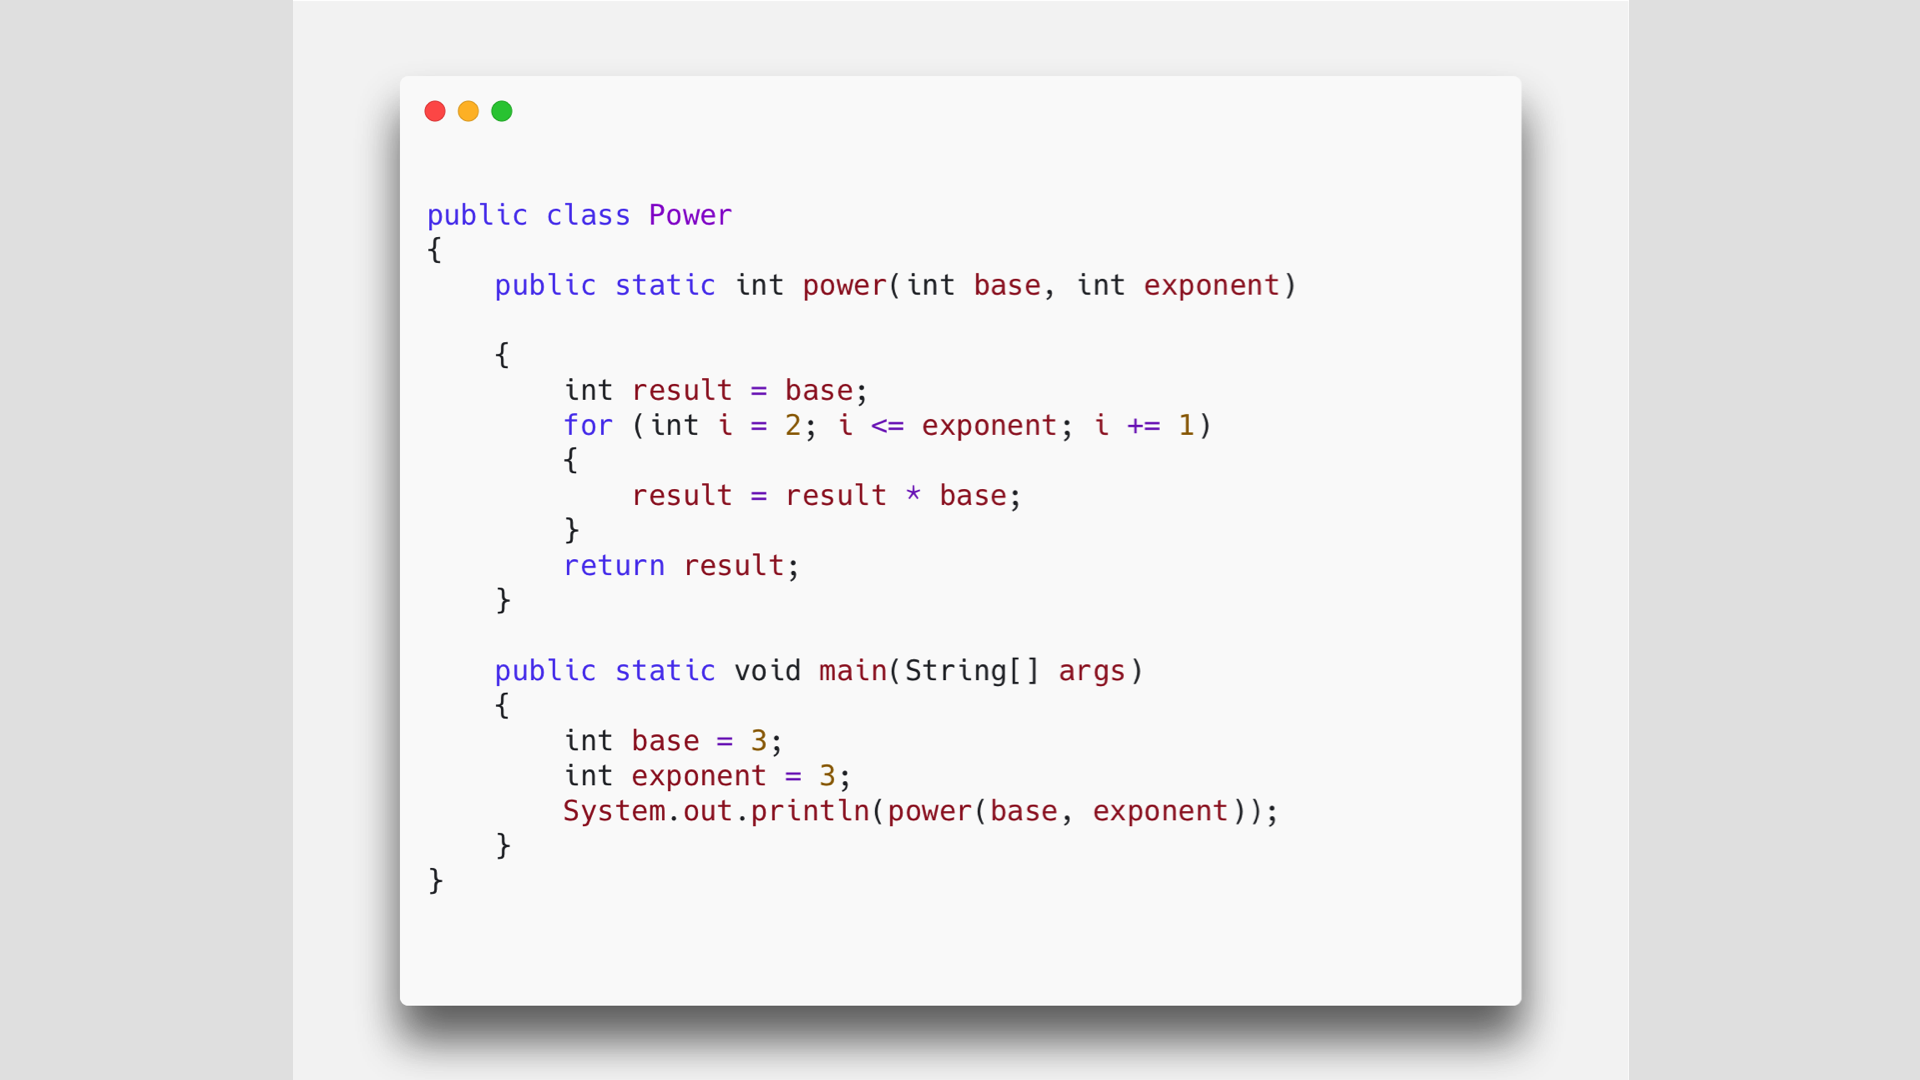 public class Power
{
    public static int power(int base, int exponent)
    {
        int result = base;
        for (int i = 2; i <= exponent; i += 1)
        {
            result = result * base;
        }
        return result;
    }
    public static void main(String[] args)
    {
        int base = 3;
        int exponent = 3;
        System.out.println(power(base, exponent));
    }
}